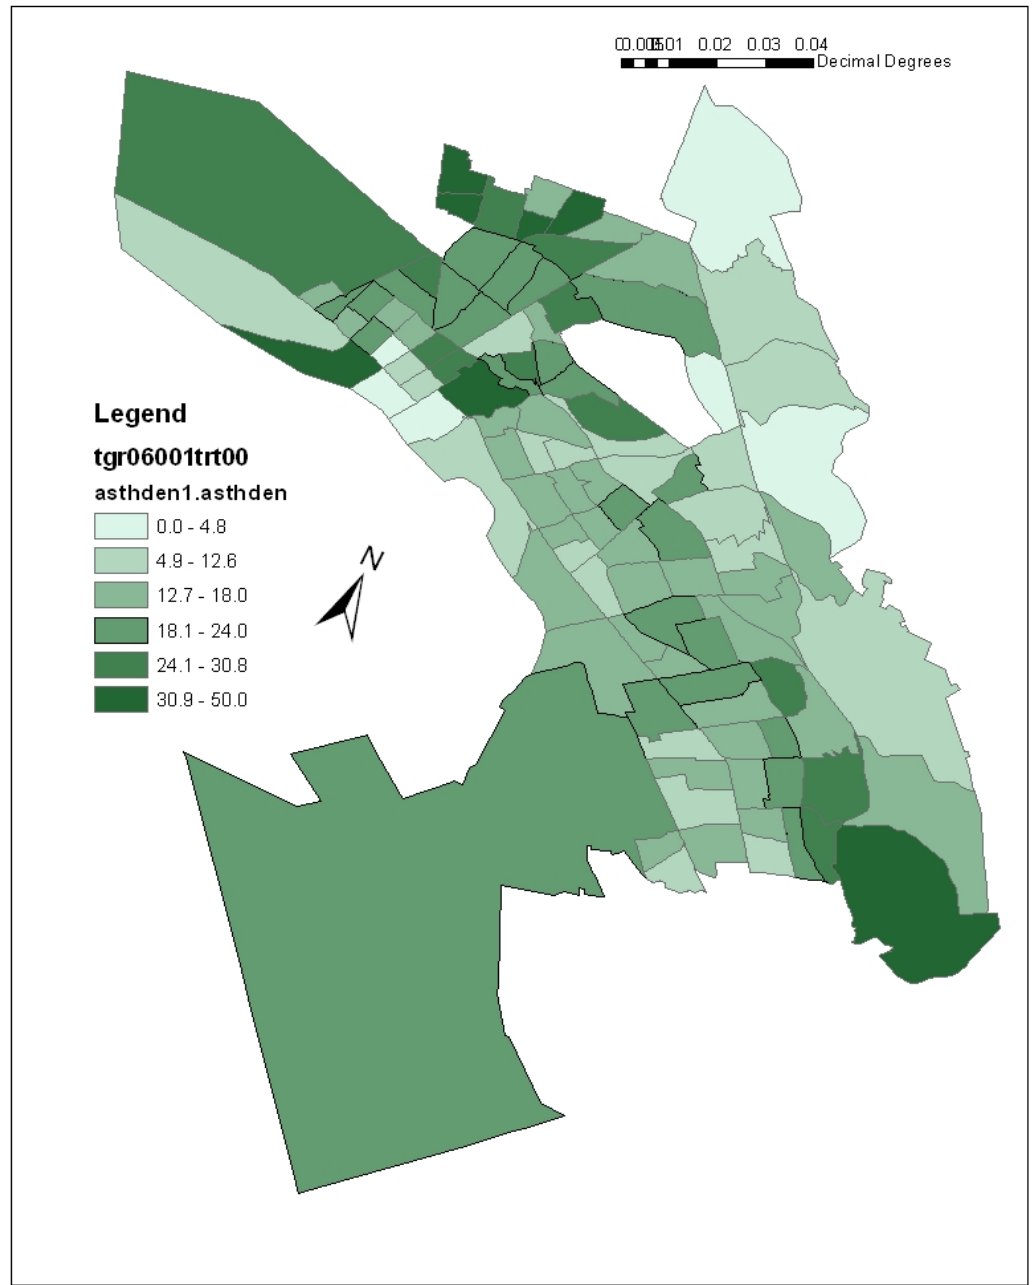 0.02 0.03 0.04
Decimal Degrees
N
Legend
tgr06001trt00
asthden1.asthden
0.0 - 4.8
4.9 - 12.6
12.7 - 18.0
18.1 - 24.0
24.1 - 30.8
30.9 - 50.0